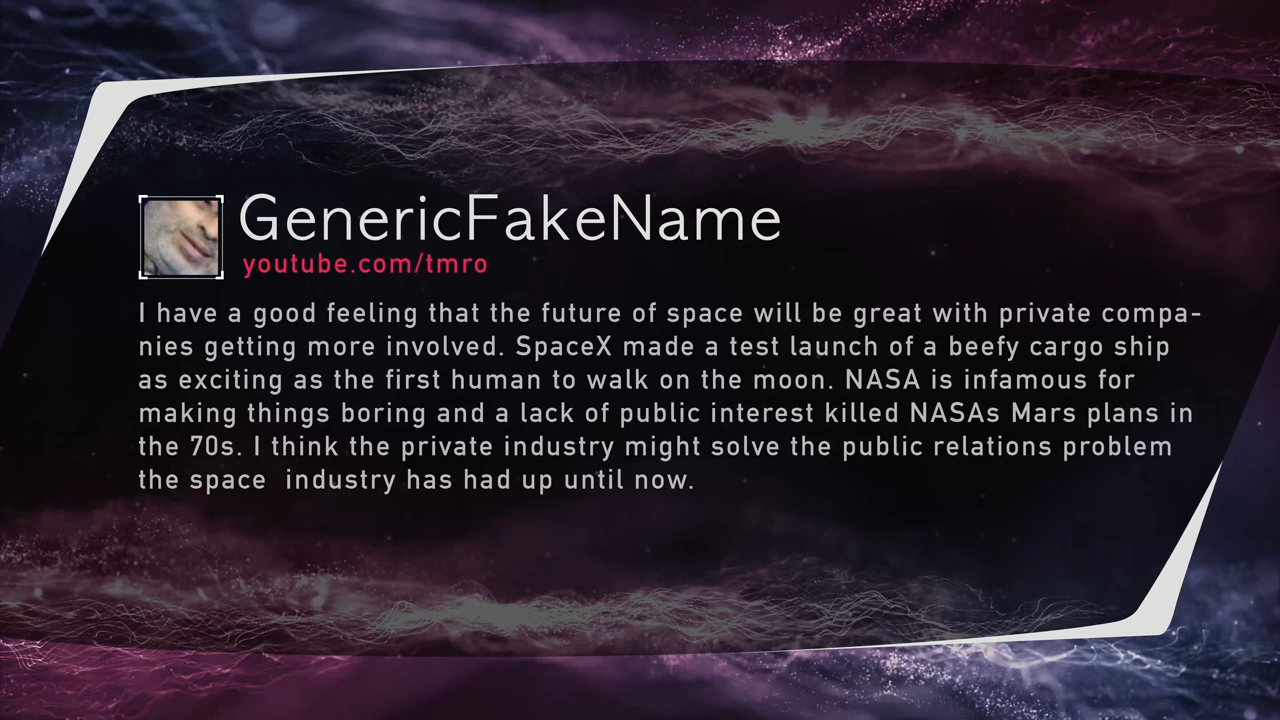 GenericFakeName
youtube.com/tmro
I have a good feeling that the future of space will be great with private compa-
nies getting more involved. SpaceX made a test launch of a beefy cargo ship
as exciting as the first human to walk on the moon. NASA is infamous for
making things boring and a lack of public interest killed NASAs Mars plans in
the 70s. I think the private industry might solve the public relations problem
the space  industry has had up until now.